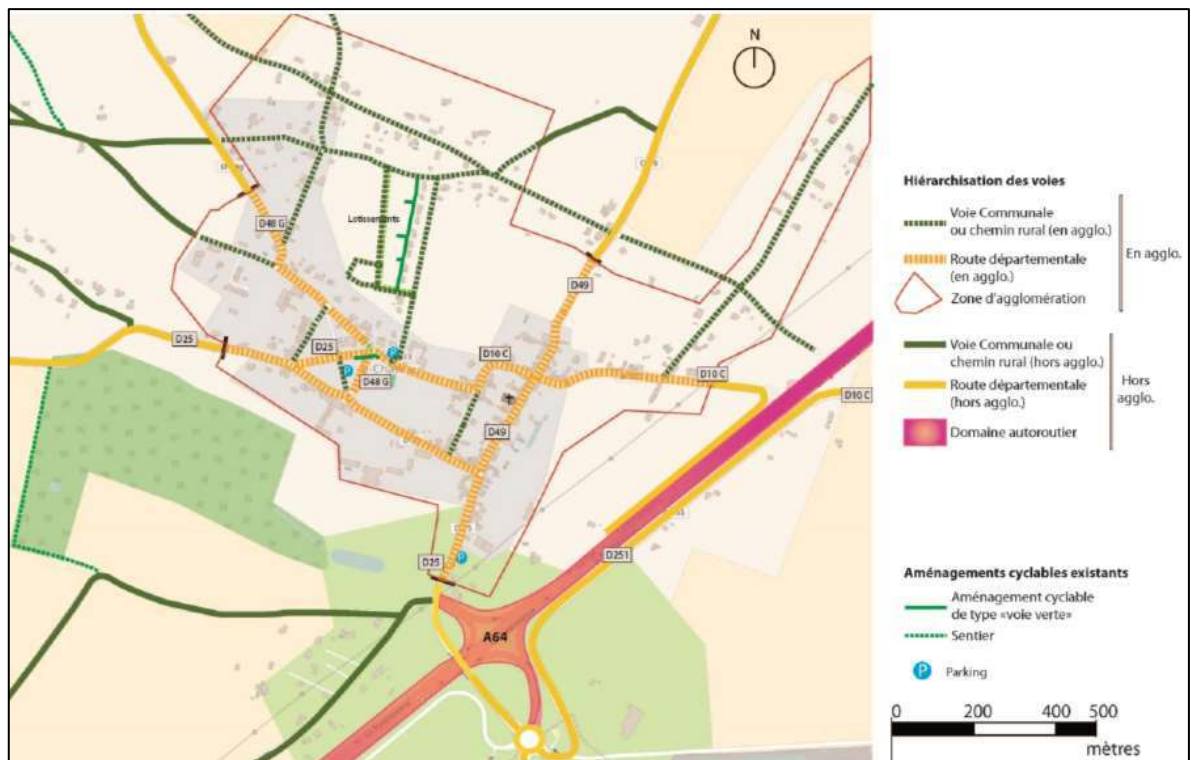 N
D48 G
Lotissements
D49
D25
D25
D10 C
D48 G
D10 C
D10 C
D49
D25
D251
A64
Hiérarchisation des voies
Voie Communale
ou chemin rural (en agglo.)
Route départementale
(en agglo.)
Zone d'agglomération
En agglo.
Voie Communale ou
chemin rural (hors agglo.)
Route départementale
(hors agglo.)
Domaine autoroutier
Hors
agglo.
Aménagements cyclables existants
Aménagement cyclable
de type «voie verte»
Sentier
P Parking
0 200 400 500
mètres